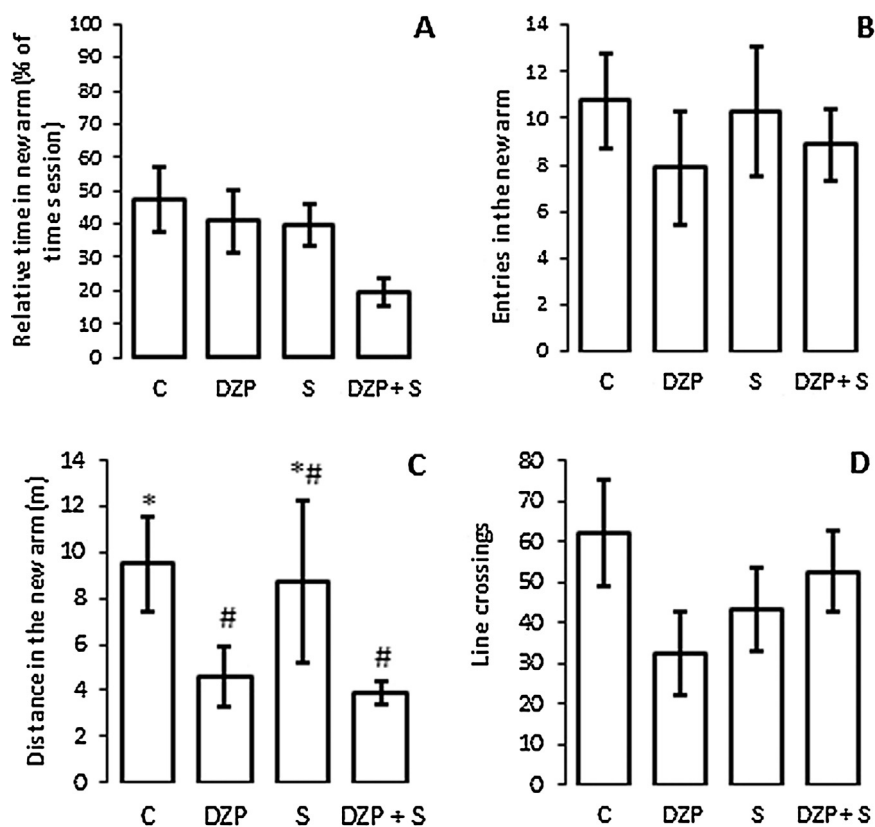 A
Relative time in new arm (% of
time session)
100
90
80
70
60
50
40
30
20
10
0
C DZP S DZP + S
B
Entries in the new arm
14
12
10
8
6
4
2
0
C DZP S DZP + S
C
Distance in the new arm (m)
14
12
10
8
6
4
2
0
* # *# #
C DZP S DZP + S
D
Line crossings
80
70
60
50
40
30
20
10
0
C DZP S DZP + S